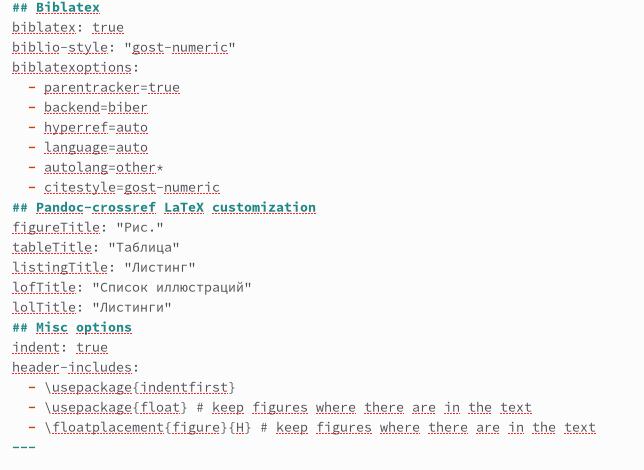 ## Biblatex
biblatex: true
biblio-style: "gost-numeric"
biblatexoptions:
- parentracker=true
- backend=biber
- hyperref=auto
- language=auto
- autolang=other*
- citestyle=gost-numeric
## Pandoc-crossref LaTeX customization
figureTitle: "Рис."
tableTitle: "Таблица"
listingTitle: "Листинг"
lofTitle: "Список иллюстраций"
lolTitle: "Листинги"
## Misc options
indent: true
header-includes:
- \usepackage{indentfirst}
- \usepackage{float} # keep figures where there are in the text
- \floatplacement{figure}{H} # keep figures where there are in the text
---